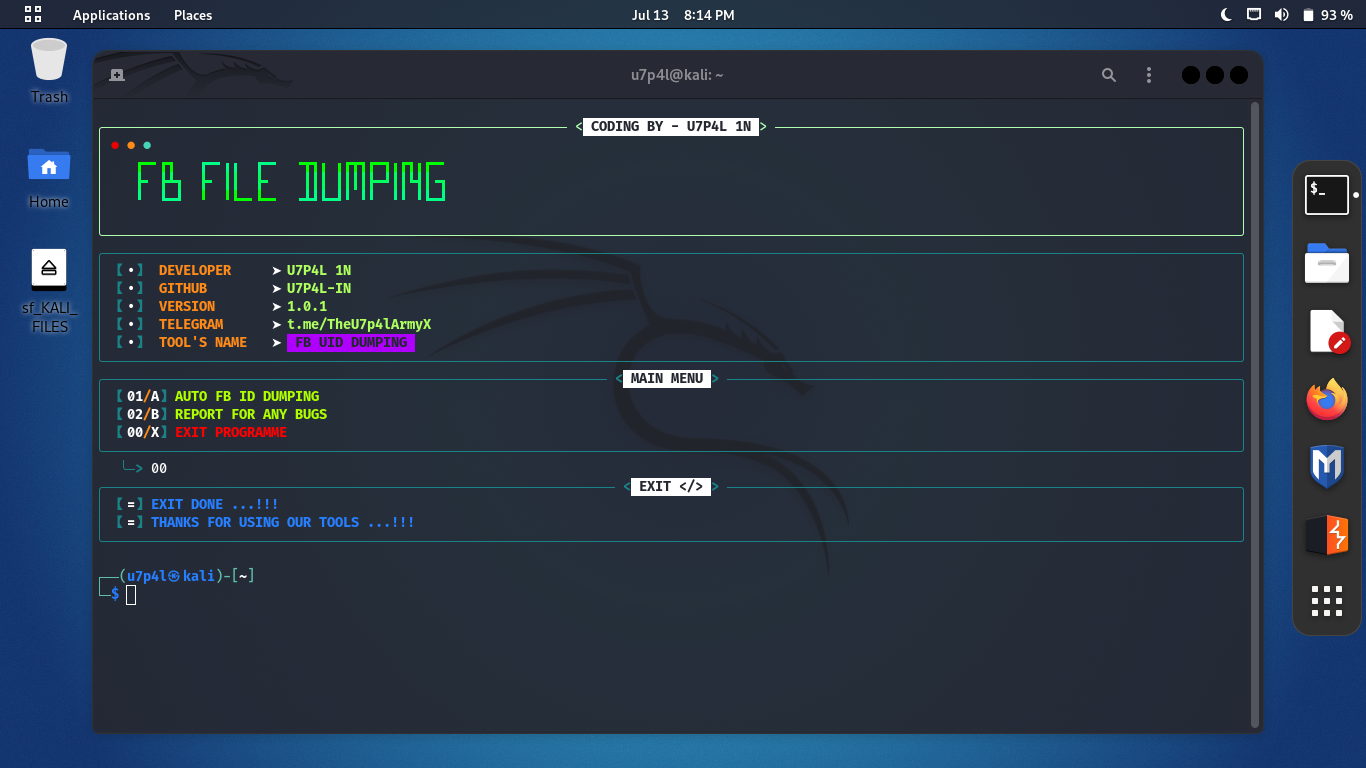 Applications Places Jul 13 8:14 PM 93 %
Trash
Home
sf_KALI_
FILES
u7p4l@kali: ~
< CODING BY - U7P4L 1N >
FB FILE DUMPING
【 • 】 DEVELOPER ➤ U7P4L 1N
【 • 】 GITHUB ➤ U7P4L-IN
【 • 】 VERSION ➤ 1.0.1
【 • 】 TELEGRAM ➤ t.me/TheU7p4lArmyX
【 • 】 TOOL'S NAME ➤ FB UID DUMPING
< MAIN MENU >
【01/A】AUTO FB ID DUMPING
【02/B】REPORT FOR ANY BUGS
【00/X】EXIT PROGRAMME
╰─> 00
< EXIT </> >
【=】EXIT DONE ...!!!
【=】THANKS FOR USING OUR TOOLS ...!!!
┌──(u7p4l㉿kali)-[~]
└─$
$_